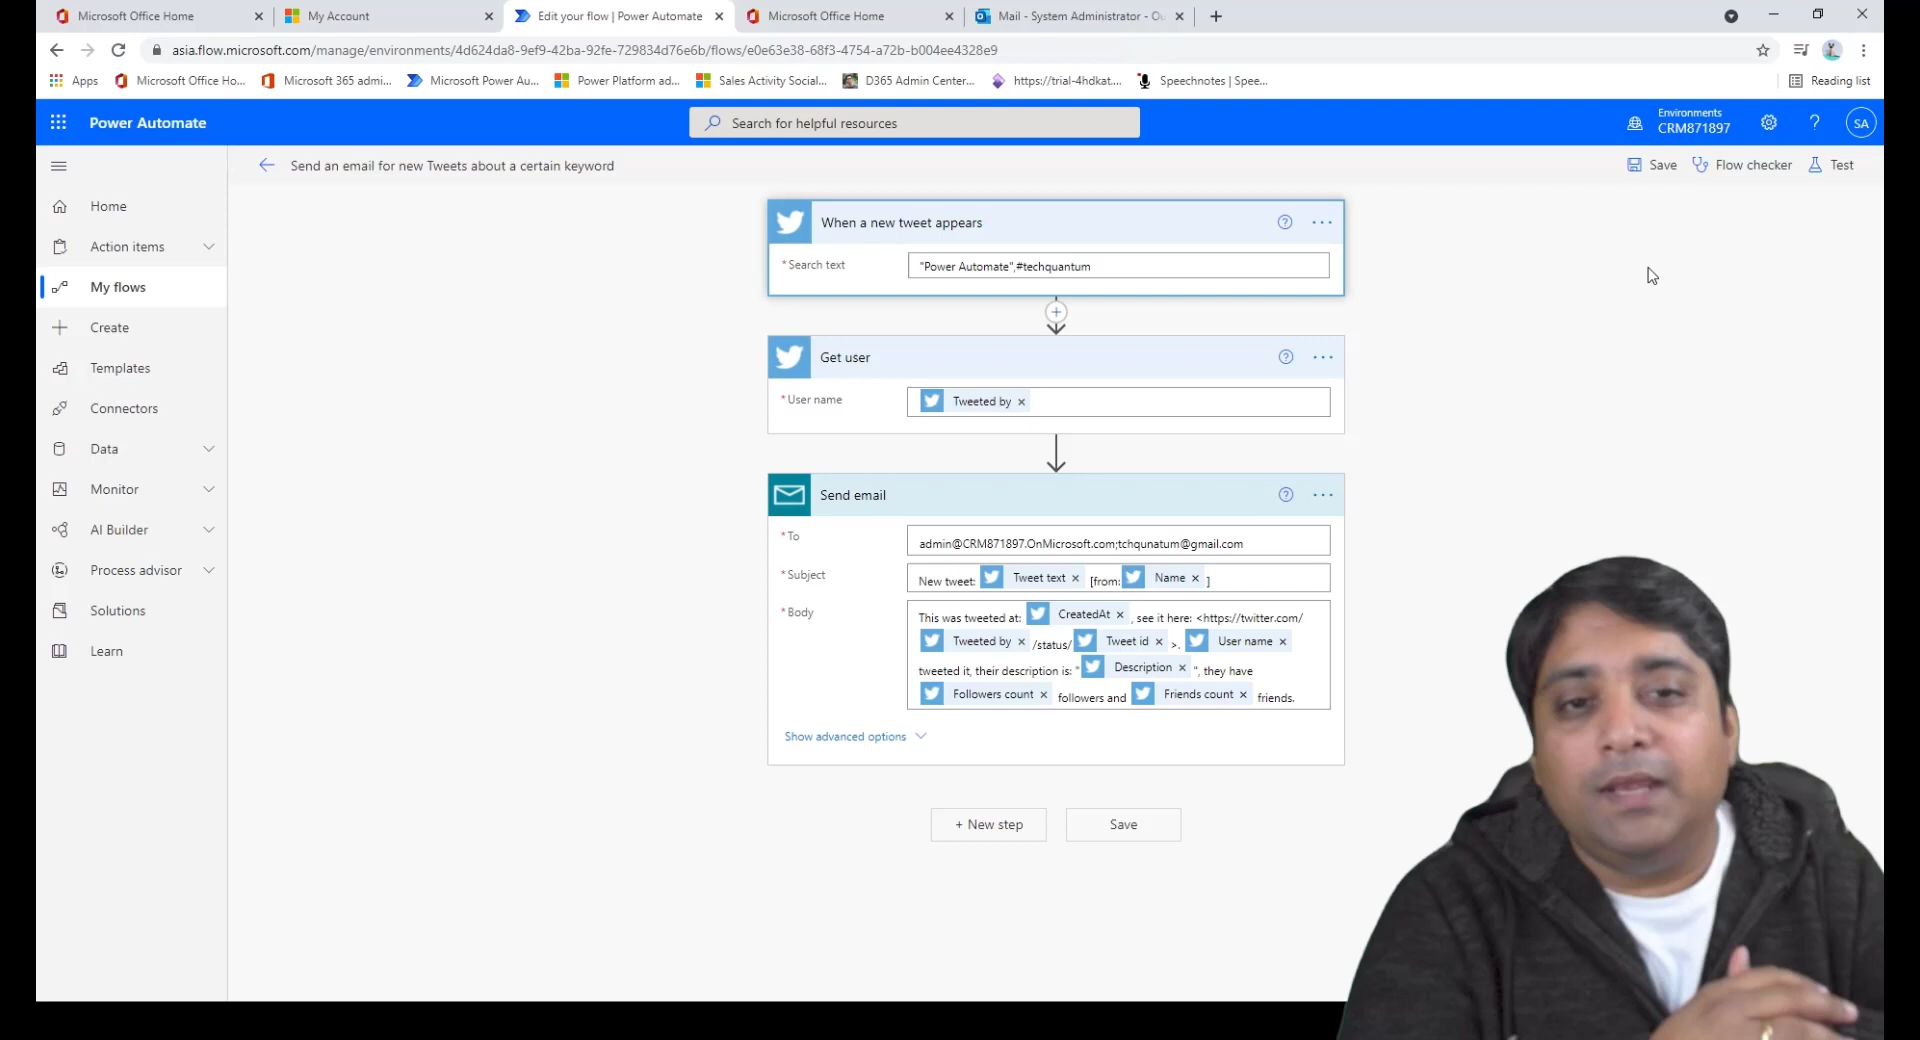 Microsoft Office Home
My Account
Edit your flow | Power Automate
Microsoft Office Home
Mail - System Administrator - Ou
asia.flow.microsoft.com/manage/environments/4d624da8-9ef9-42ba-92fe-729834d76e6b/flows/e0e63e38-68f3-4754-a72b-b004ee4328e9
Apps
Microsoft Office Ho...
Microsoft 365 admi...
Microsoft Power Au...
Power Platform ad...
Sales Activity Social...
D365 Admin Center...
https://trial-4hdkat....
Speechnotes | Spee...
Reading list
Power Automate
Search for helpful resources
Environments
CRM871897
SA
Send an email for new Tweets about a certain keyword
Save
Flow checker
Test
Home
Action items
My flows
Create
Templates
Connectors
Data
Monitor
AI Builder
Process advisor
Solutions
Learn
When a new tweet appears
* Search text
"Power Automate",#techquantum
Get user
* User name
Tweeted by ×
Send email
* To
admin@CRM871897.OnMicrosoft.com;tchqunatum@gmail.com
* Subject
New tweet: Tweet text × [from: Name × ]
* Body
This was tweeted at: CreatedAt × , see it here: <https://twitter.com/
Tweeted by × /status/ Tweet id × >. User name ×
tweeted it, their description is: " Description × ", they have
Followers count × followers and Friends count × friends.
Show advanced options
+ New step
Save